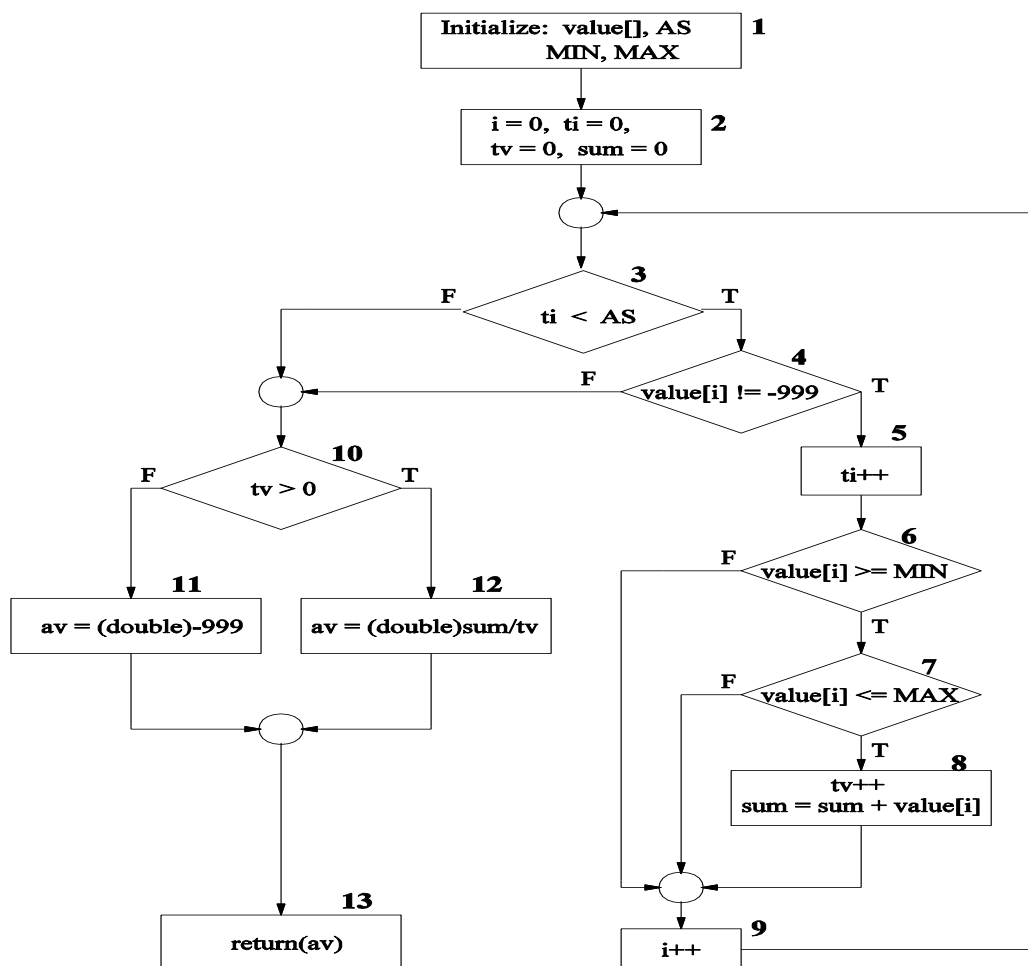 Initialize: value[], AS
MIN, MAX
1
i = 0, ti = 0,
tv = 0, sum = 0
2
3
F
T
ti < AS
4
F
T
value[i] != -999
5
ti++
10
F
T
tv > 0
6
F
value[i] >= MIN
T
11
av = (double)-999
12
av = (double)sum/tv
7
F
value[i] <= MAX
T
8
tv++
sum = sum + value[i]
13
return(av)
9
i++